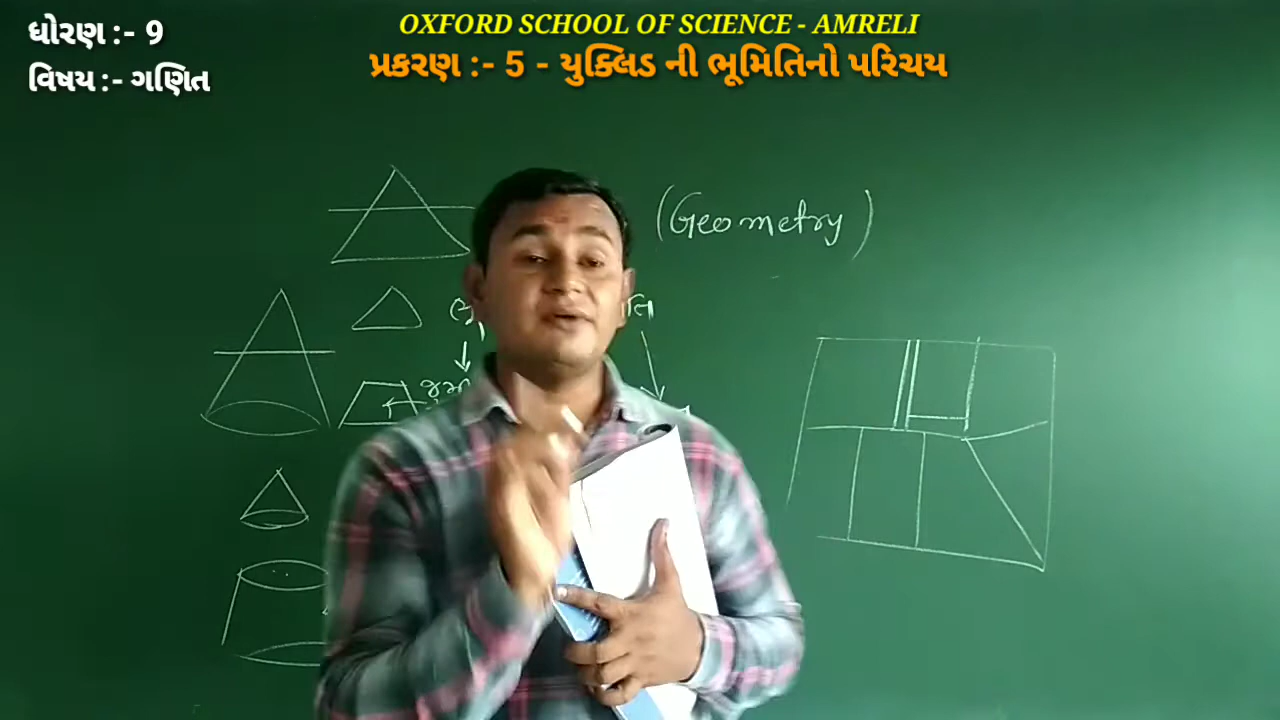 ધોરણ :- 9
વિષય :- ગણિત
OXFORD SCHOOL OF SCIENCE - AMRELI
પ્રકરણ :- 5 - યુક્લિડ ની ભૂમિતિનો પરિચય
(Geometry)